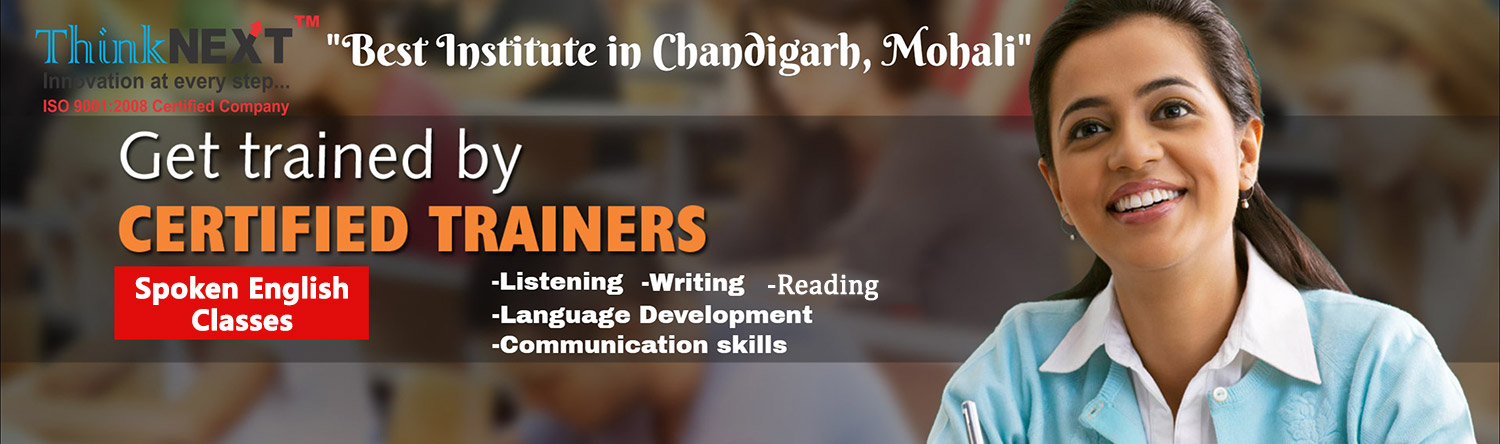 ThinkNEXT™
Innovation at every step...
ISO 9001:2008 Certified Company
"Best Institute in Chandigarh, Mohali"
Get trained by
CERTIFIED TRAINERS
Spoken English
Classes
-Listening -Writing -Reading
-Language Development
-Communication skills